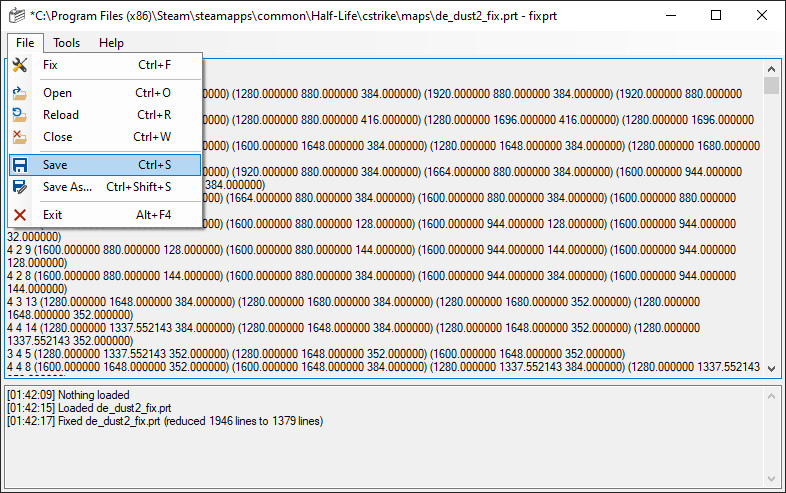 *C:\Program Files (x86)\Steam\steamapps\common\Half-Life\cstrike\maps\de_dust2_fix.prt - fixprt
File Tools Help
Fix Ctrl+F
Open Ctrl+O
Reload Ctrl+R
Close Ctrl+W
Save Ctrl+S
Save As... Ctrl+Shift+S
Exit Alt+F4
(1280.000000 880.000000 384.000000) (1920.000000 880.000000 384.000000) (1920.000000 880.000000
(1280.000000 880.000000 416.000000) (1280.000000 1696.000000 416.000000) (1280.000000 1696.000000
(1600.000000 1648.000000 384.000000) (1280.000000 1648.000000 384.000000) (1280.000000 1680.000000
(1920.000000 880.000000 384.000000) (1664.000000 880.000000 384.000000) (1600.000000 944.000000
384.000000)
(1664.000000 880.000000 384.000000) (1600.000000 880.000000 384.000000) (1600.000000 880.000000
(1600.000000 880.000000 128.000000) (1600.000000 944.000000 128.000000) (1600.000000 944.000000
32.000000)
4 2 9 (1600.000000 880.000000 128.000000) (1600.000000 880.000000 144.000000) (1600.000000 944.000000 144.000000) (1600.000000 944.000000
128.000000)
4 2 8 (1600.000000 880.000000 144.000000) (1600.000000 880.000000 384.000000) (1600.000000 944.000000 384.000000) (1600.000000 944.000000
144.000000)
4 3 13 (1280.000000 1648.000000 384.000000) (1280.000000 1680.000000 384.000000) (1280.000000 1680.000000 352.000000) (1280.000000
1648.000000 352.000000)
4 4 14 (1280.000000 1337.552143 384.000000) (1280.000000 1648.000000 384.000000) (1280.000000 1648.000000 352.000000) (1280.000000
1337.552143 352.000000)
3 4 5 (1280.000000 1337.552143 352.000000) (1280.000000 1648.000000 352.000000) (1600.000000 1648.000000 352.000000)
4 4 8 (1600.000000 1648.000000 352.000000) (1600.000000 1648.000000 384.000000) (1280.000000 1337.552143 384.000000) (1280.000000 1337.552143
[01:42:09] Nothing loaded
[01:42:15] Loaded de_dust2_fix.prt
[01:42:17] Fixed de_dust2_fix.prt (reduced 1946 lines to 1379 lines)